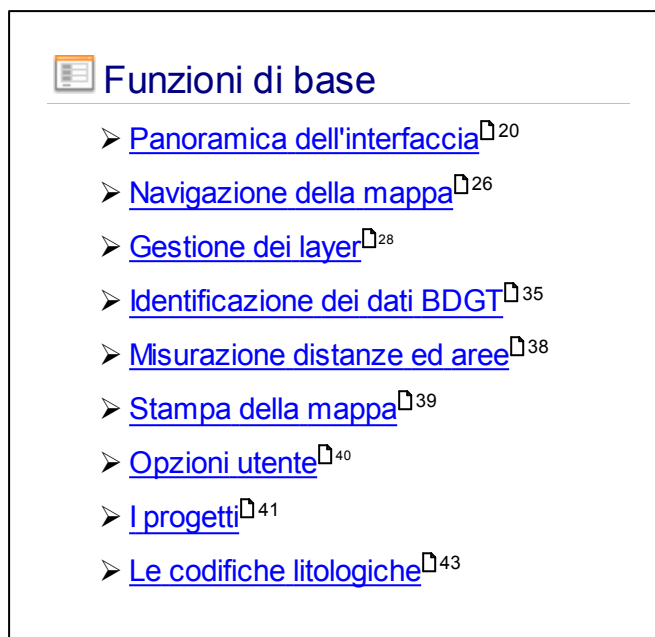 Funzioni di base
➢ Panoramica dell'interfaccia 20
➢ Navigazione della mappa 26
➢ Gestione dei layer 28
➢ Identificazione dei dati BDGT 35
➢ Misurazione distanze ed aree 38
➢ Stampa della mappa 39
➢ Opzioni utente 40
➢ I progetti 41
➢ Le codifiche litologiche 43